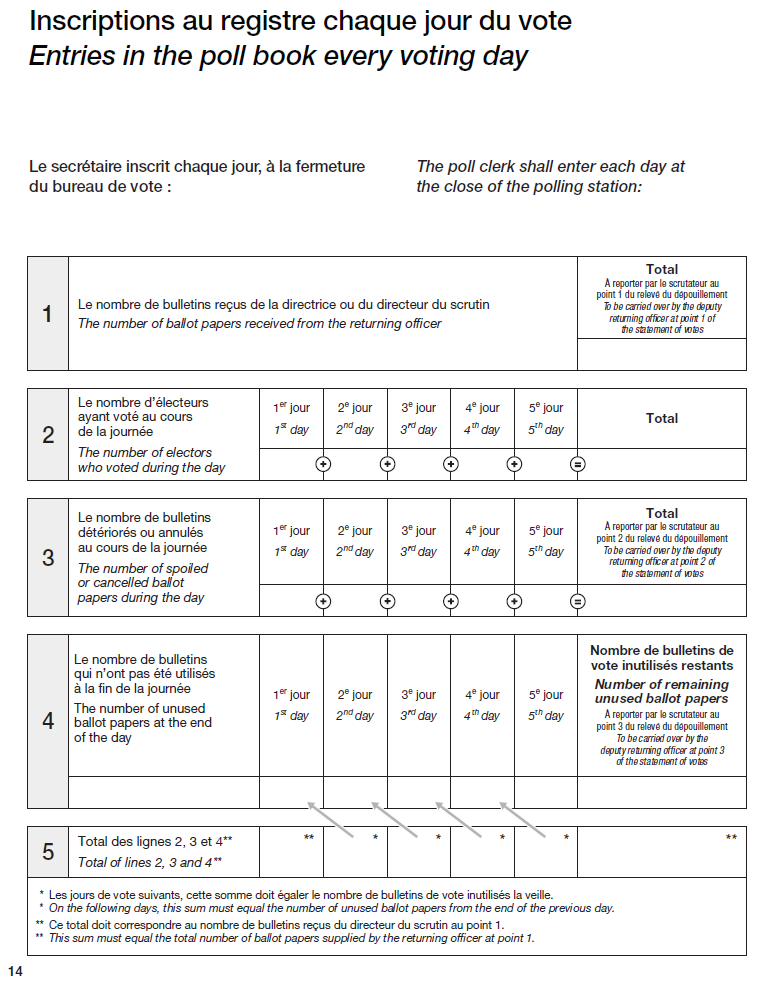 Inscriptions au registre chaque jour du vote
Entries in the poll book every voting day
Le secrétaire inscrit chaque jour, à la fermeture
du bureau de vote :
The poll clerk shall enter each day at
the close of the polling station:
1
Le nombre de bulletins reçus de la directrice ou du directeur du scrutin
The number of ballot papers received from the returning officer
Total
À reporter par le scrutateur au
point 1 du relevé du dépouillement
To be carried over by the deputy
returning officer at point 1 of
the statement of votes
2
Le nombre d'électeurs
ayant voté au cours
de la journée
The number of electors
who voted during the day
1er jour
1st day
2e jour
2nd day
3e jour
3rd day
4e jour
4th day
5e jour
5th day
Total
+ + + + =
3
Le nombre de bulletins
détériorés ou annulés
au cours de la journée
The number of spoiled
or cancelled ballot
papers during the day
1er jour
1st day
2e jour
2nd day
3e jour
3rd day
4e jour
4th day
5e jour
5th day
Total
À reporter par le scrutateur au
point 2 du relevé du dépouillement
To be carried over by the deputy
returning officer at point 2 of
the statement of votes
+ + + + =
4
Le nombre de bulletins
qui n'ont pas été utilisés
à la fin de la journée
The number of unused
ballot papers at the end
of the day
1er jour
1st day
2e jour
2nd day
3e jour
3rd day
4e jour
4th day
5e jour
5th day
Nombre de bulletins de
vote inutilisés restants
Number of remaining
unused ballot papers
À reporter par le scrutateur au
point 3 du relevé du dépouillement
To be carried over by the
deputy returning officer at point 3
of the statement of votes
5
Total des lignes 2, 3 et 4**
Total of lines 2, 3 and 4**
** * * * * **
* Les jours de vote suivants, cette somme doit égaler le nombre de bulletins de vote inutilisés la veille.
* On the following days, this sum must equal the number of unused ballot papers from the end of the previous day.
** Ce total doit correspondre au nombre de bulletins reçus du directeur du scrutin au point 1.
** This sum must equal the total number of ballot papers supplied by the returning officer at point 1.
14